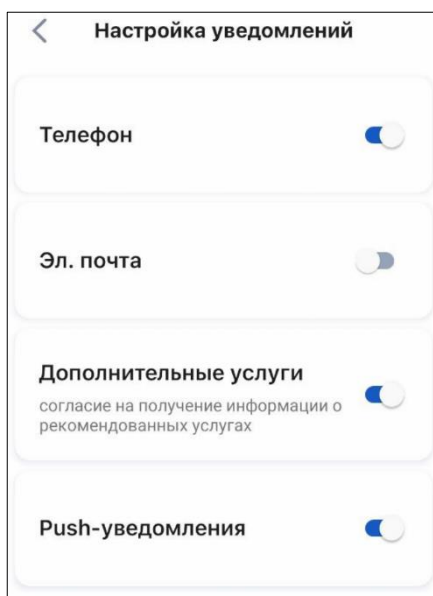 Настройка уведомлений
Телефон
Эл. почта
Дополнительные услуги
согласие на получение информации о
рекомендованных услугах
Push-уведомления